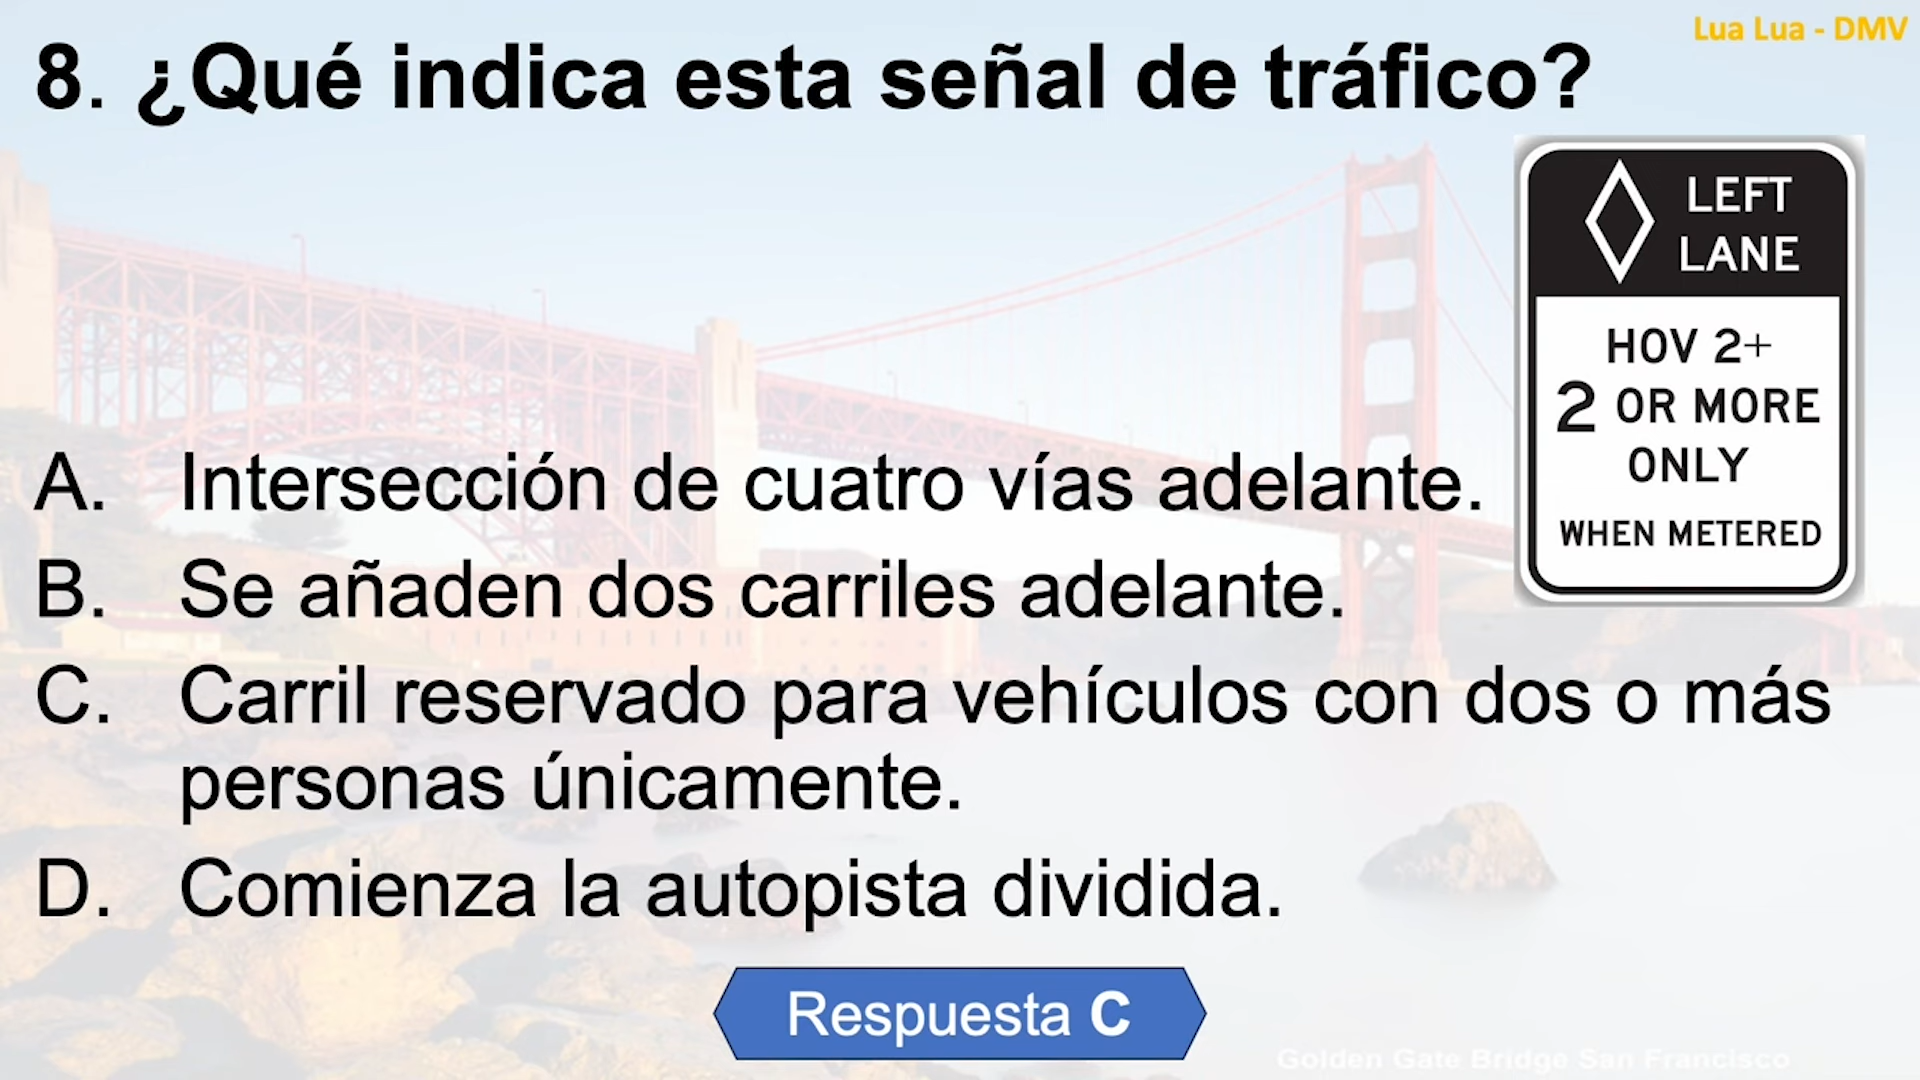 Lua Lua - DMV
8. ¿Qué indica esta señal de tráfico?
LEFT
LANE
HOV 2+
2 OR MORE
ONLY
WHEN METERED
A. Intersección de cuatro vías adelante.
B. Se añaden dos carriles adelante.
C. Carril reservado para vehículos con dos o más
personas únicamente.
D. Comienza la autopista dividida.
Respuesta C
Golden Gate Bridge San Francisco